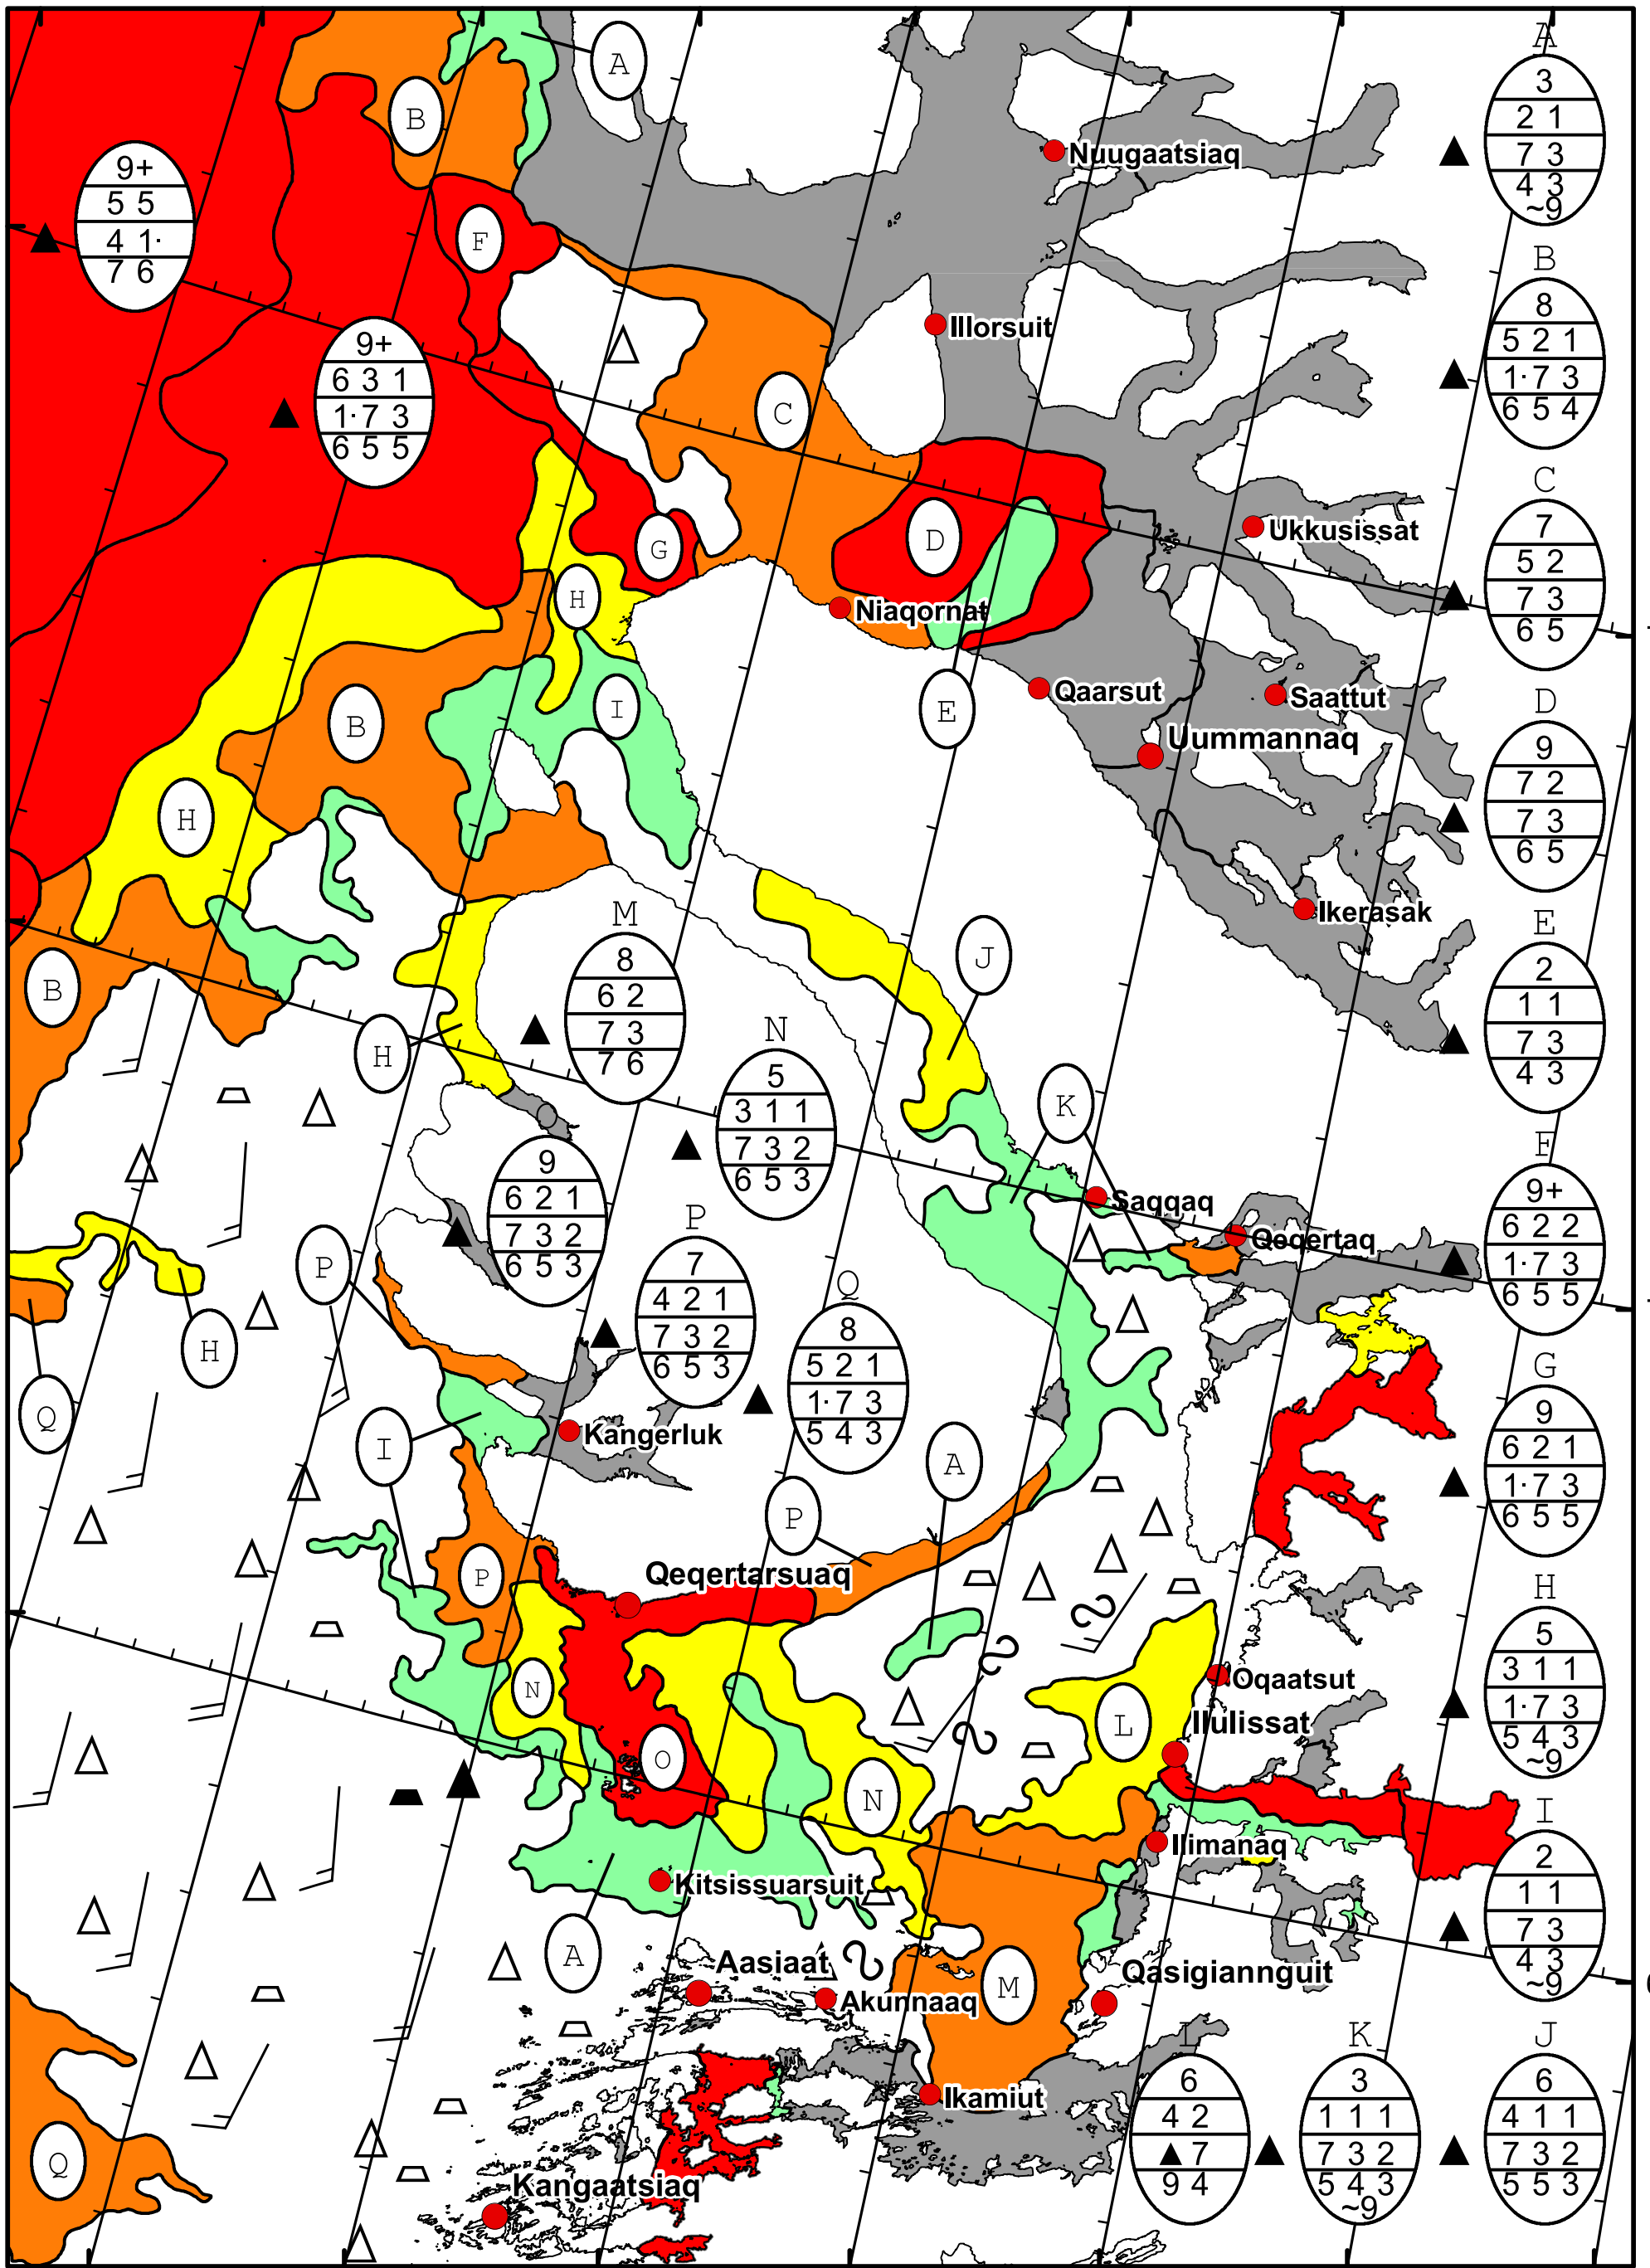 A
3
2 1
7 3
4 3
~9
B
8
5 2 1
1· 7 3
6 5 4
C
7
5 2
7 3
6 5
D
9
7 2
7 3
6 5
E
2
1 1
7 3
4 3
F
9+
6 2 2
1· 7 3
6 5 5
G
9
6 2 1
1· 7 3
6 5 5
H
5
3 1 1
1· 7 3
5 4 3
~9
I
2
1 1
7 3
4 3
~9
J
6
4 1 1
7 3 2
5 5 3
K
3
1 1 1
7 3 2
5 4 3
~9
L
6
4 2
▲ 7
9 4
M
8
6 2
7 3
7 6
N
5
3 1 1
7 3 2
6 5 3
9
6 2 1
7 3 2
6 5 3
P
7
4 2 1
7 3 2
6 5 3
Q
8
5 2 1
1· 7 3
5 4 3
9+
5 5
4 1·
7 6
9+
6 3 1
1· 7 3
6 5 5
A
B
F
C
D
G
H
I
E
B
H
B
J
H
K
P
H
Q
I
A
P
P
N
L
O
N
A
M
Q
Nuugaatsiaq
Illorsuit
Ukkusissat
Niaqornat
Qaarsut
Saattut
Uummannaq
Ikerasak
Saqqaq
Qeqertaq
Kangerluk
Qeqertarsuaq
Oqaatsut
Ilulissat
Ilimanaq
Kitsissuarsuit
Aasiaat
Akunnaaq
Qasigiannguit
Ikamiut
Kangaatsiaq